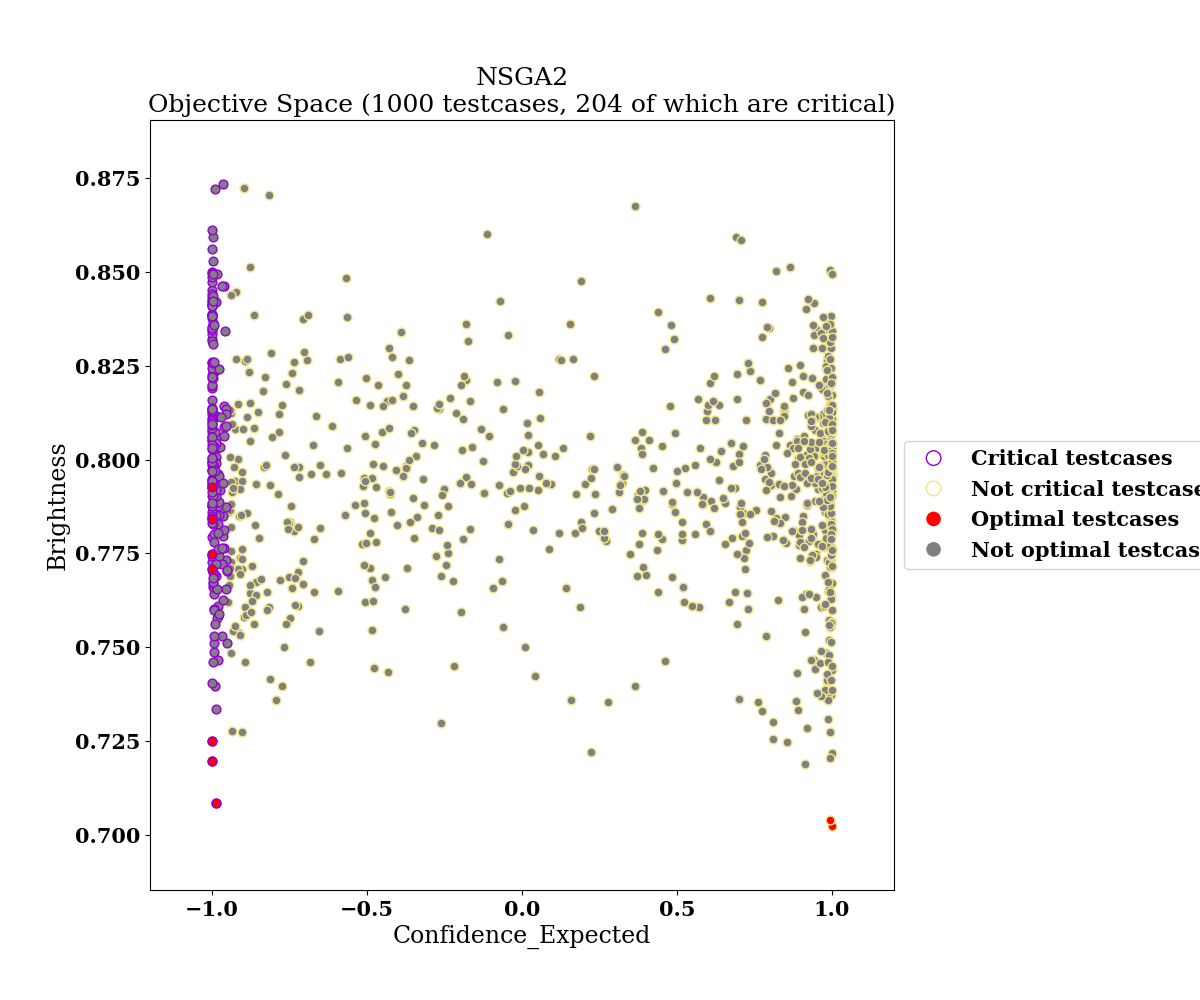 NSGA2
Objective Space (1000 testcases, 204 of which are critical)
0.875
0.850
0.825
0.800
0.775
0.750
0.725
0.700
Brightness
−1.0
−0.5
0.0
0.5
1.0
Confidence_Expected
Critical testcases
Not critical testcase
Optimal testcases
Not optimal testcas